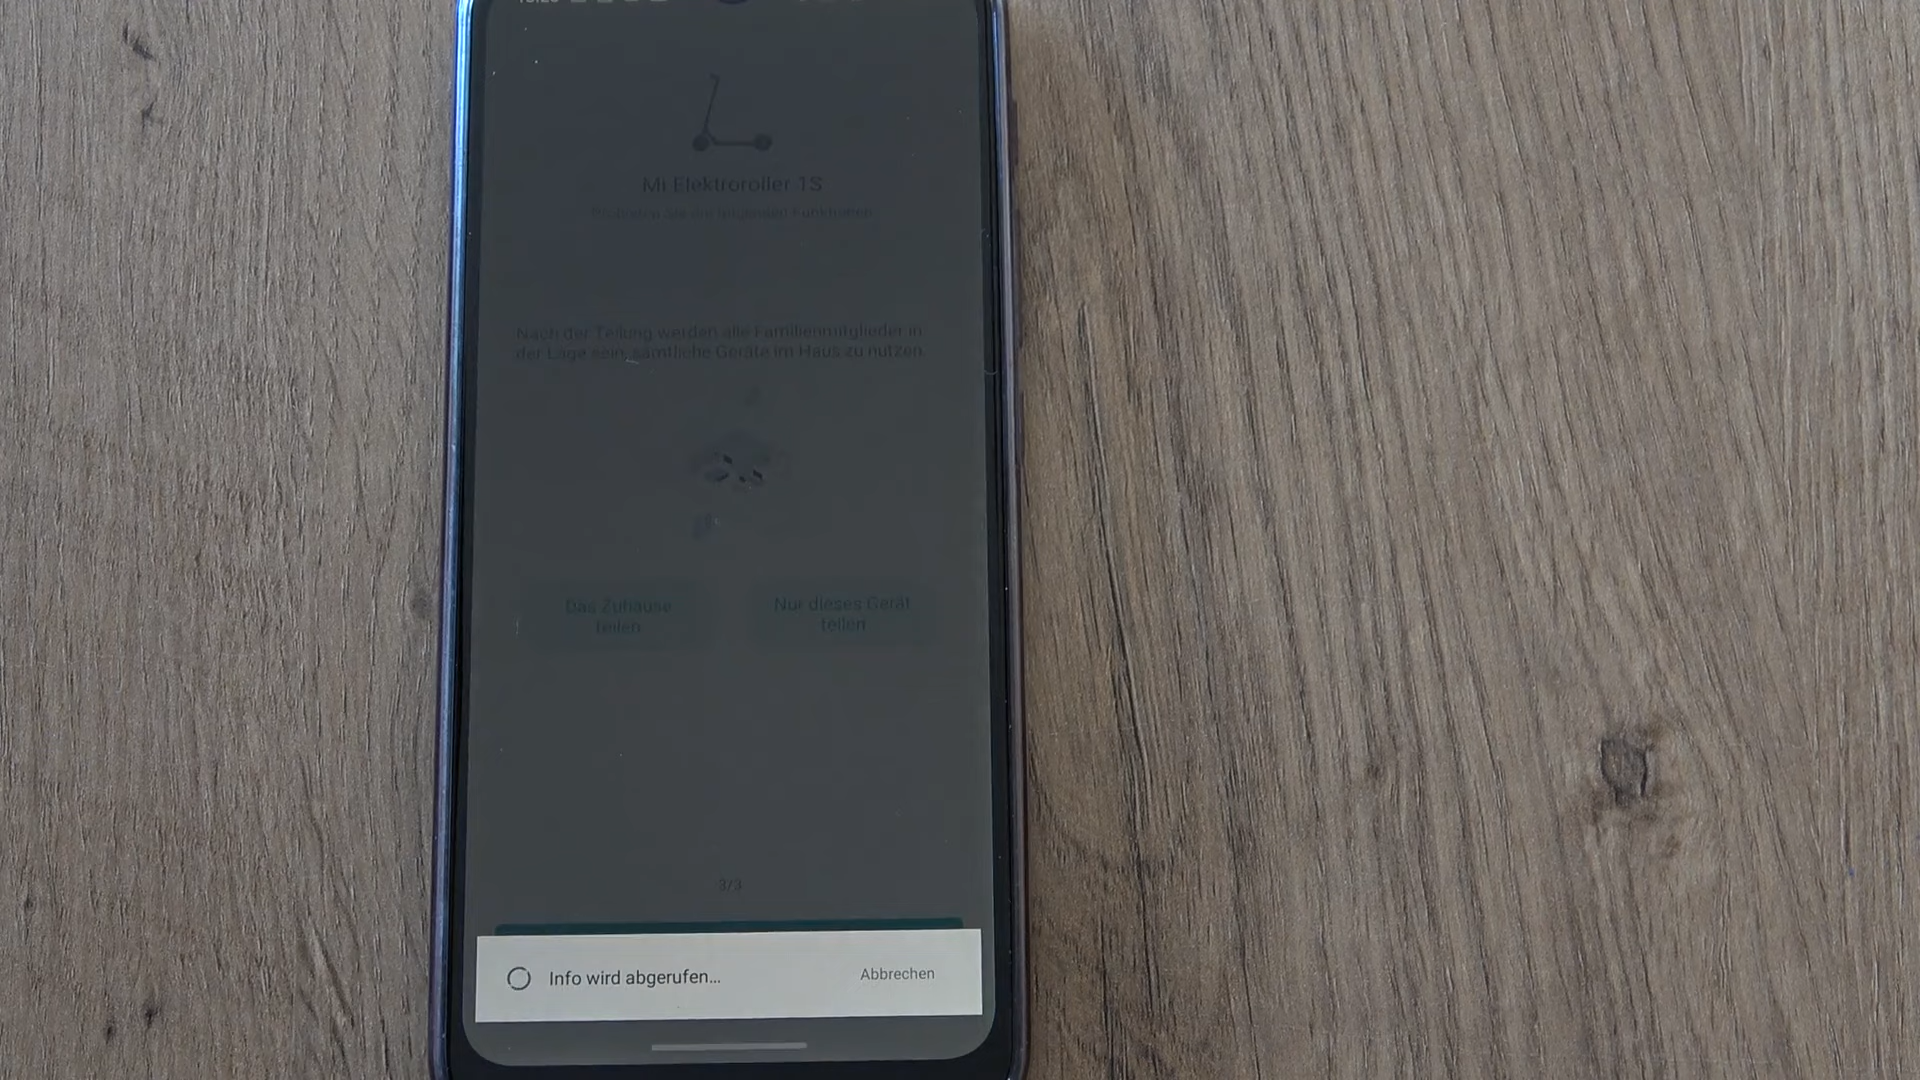 Mi Elektroroller 1S
Nach der Teilung werden alle Familienmitglieder in
der Lage sein, sämtliche Geräte im Haus zu nutzen.
Das Zuhause
teilen
Nur dieses Gerät
teilen
3/3
Info wird abgerufen...
Abbrechen